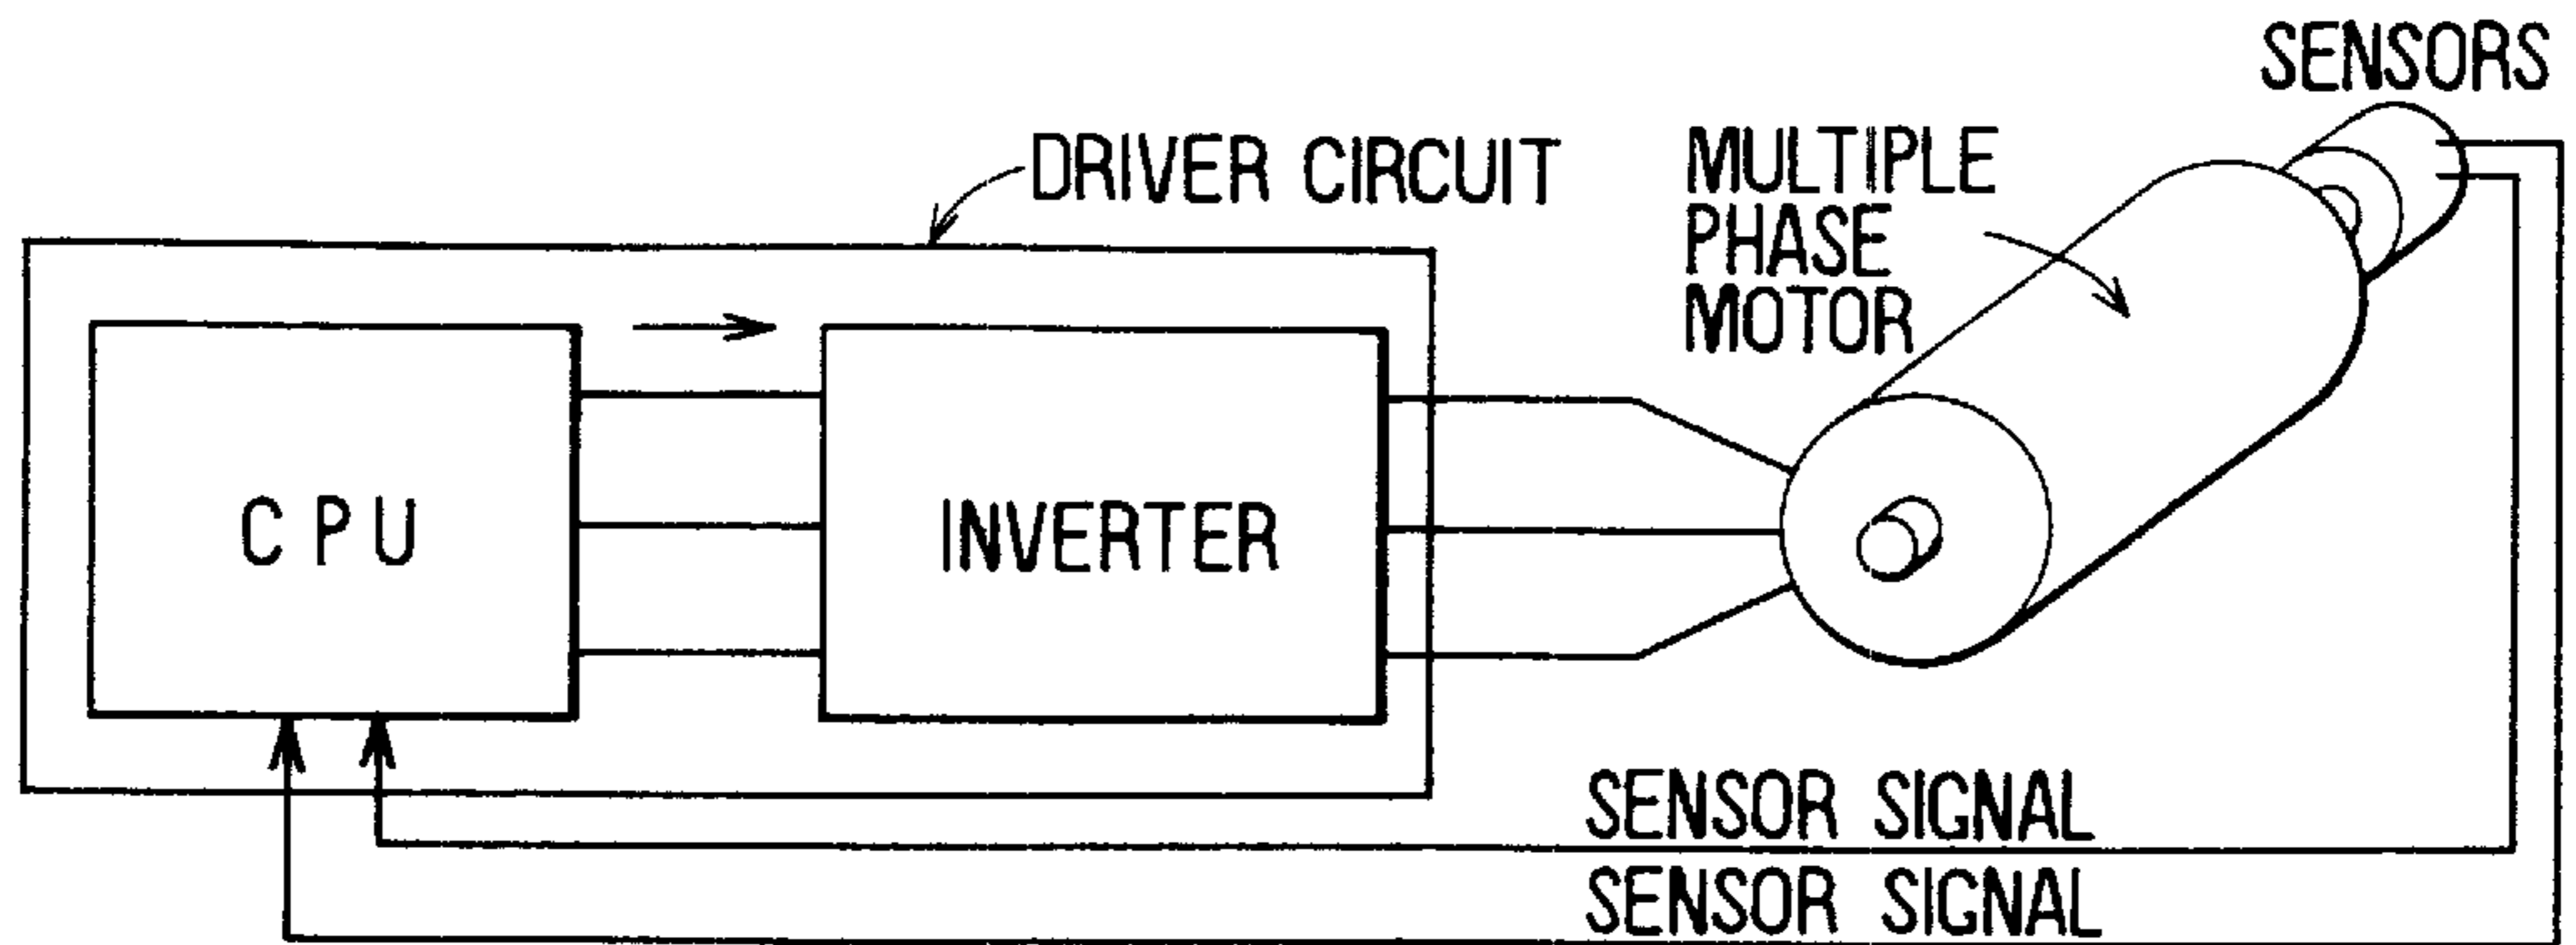 SENSORS
DRIVER CIRCUIT
MULTIPLE
PHASE
MOTOR
CPU
INVERTER
SENSOR SIGNAL
SENSOR SIGNAL